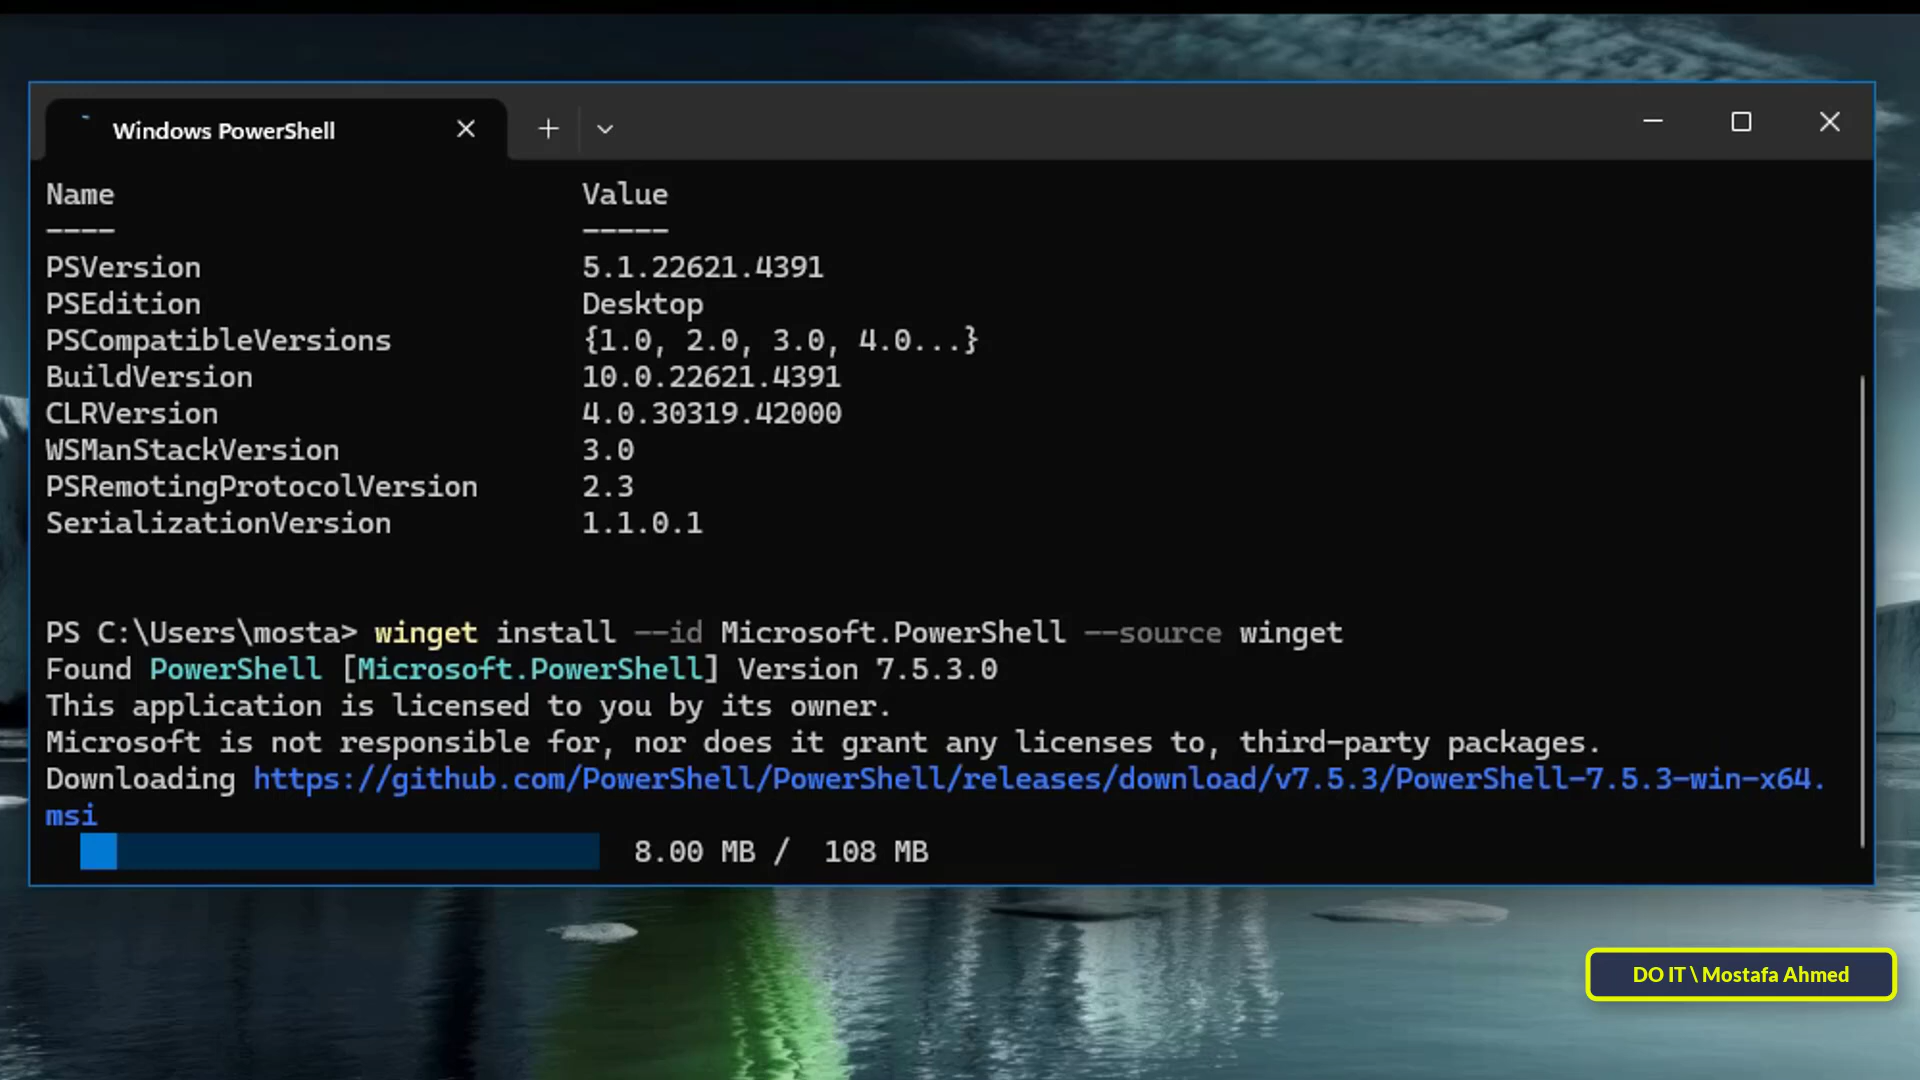 Windows PowerShell
Name Value
---- -----
PSVersion 5.1.22621.4391
PSEdition Desktop
PSCompatibleVersions {1.0, 2.0, 3.0, 4.0...}
BuildVersion 10.0.22621.4391
CLRVersion 4.0.30319.42000
WSManStackVersion 3.0
PSRemotingProtocolVersion 2.3
SerializationVersion 1.1.0.1
PS C:\Users\mosta> winget install --id Microsoft.PowerShell --source winget
Found PowerShell [Microsoft.PowerShell] Version 7.5.3.0
This application is licensed to you by its owner.
Microsoft is not responsible for, nor does it grant any licenses to, third-party packages.
Downloading https://github.com/PowerShell/PowerShell/releases/download/v7.5.3/PowerShell-7.5.3-win-x64.
msi
8.00 MB / 108 MB
DO IT \ Mostafa Ahmed